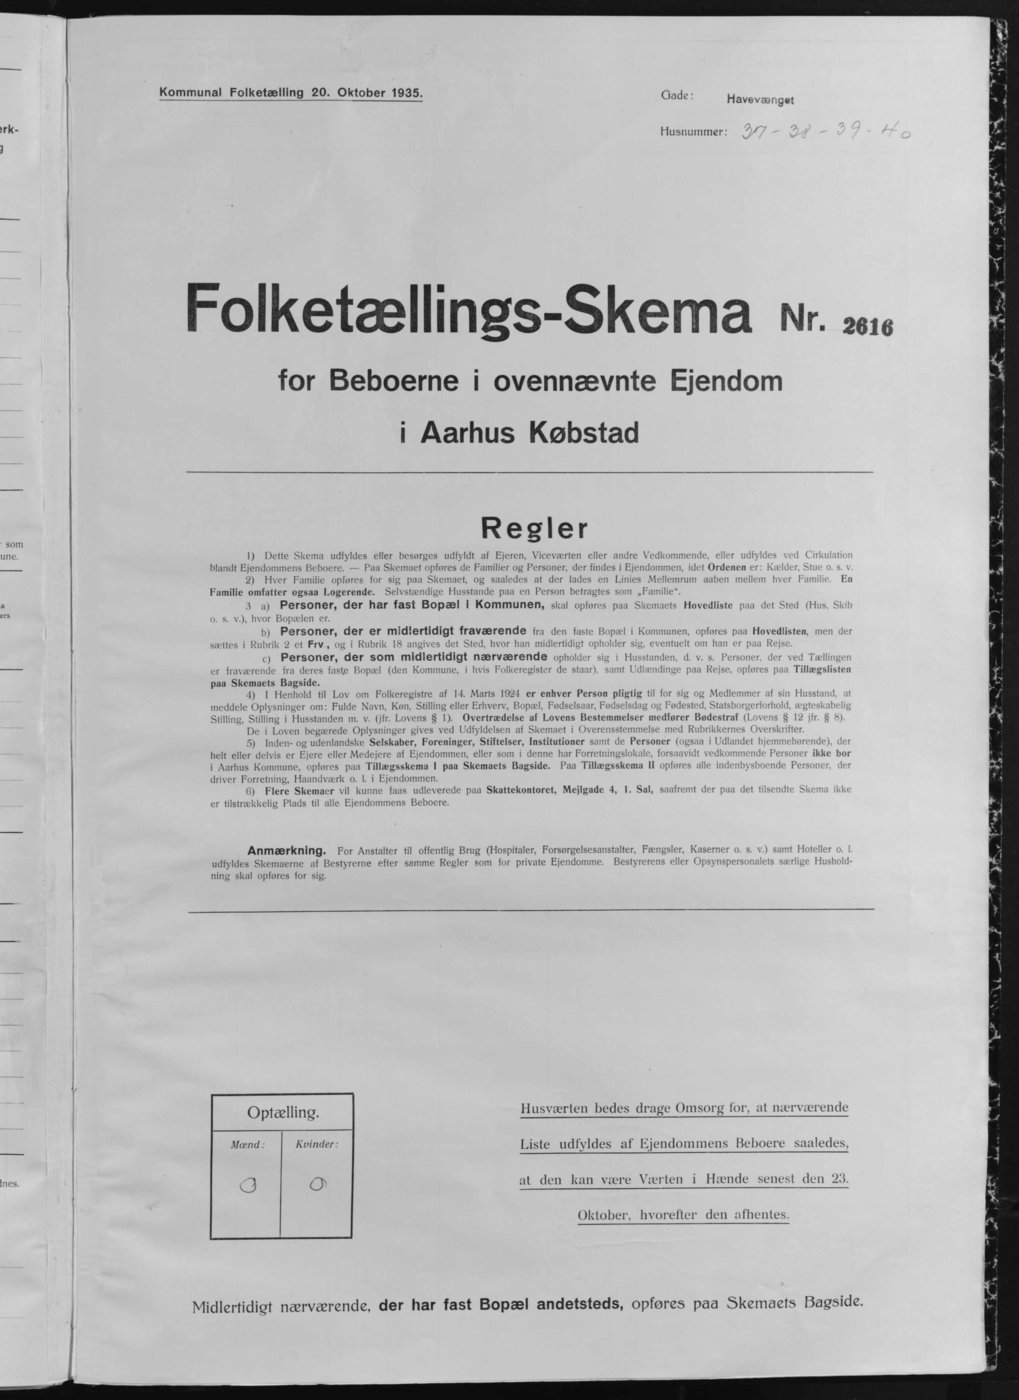 Kommunal Folketælling 20. Oktober 1935.
Gade: Havevænget
Husnummer: 37 - 38 - 39 - 40
Folketællings-Skema Nr. 2616
for Beboerne i ovennævnte Ejendom
i Aarhus Købstad
Regler
1) Dette Skema udfyldes eller besørges udfyldt af Ejeren, Viceværten eller andre Vedkommende, eller udfyldes ved Cirkulation
blandt Ejendommens Beboere. — Paa Skemaet opføres de Familier og Personer, der findes i Ejendommen, idet Ordenen er: Kælder, Stue o. s. v.
2) Hver Familie opføres for sig paa Skemaet, og saaledes at der lades en Linies Mellemrum aaben mellem hver Familie. En
Familie omfatter ogsaa Logerende. Selvstændige Husstande paa en Person betragtes som „Familie“.
3 a) Personer, der har fast Bopæl i Kommunen, skal opføres paa Skemaets Hovedliste paa det Sted (Hus, Skib
o. s. v.), hvor Bopælen er.
b) Personer, der er midlertidigt fraværende fra den faste Bopæl i Kommunen, opføres paa Hovedlisten, men der
sættes i Rubrik 2 et Frv., og i Rubrik 18 angives det Sted, hvor han midlertidigt opholder sig, eventuelt om han er paa Rejse.
c) Personer, der som midlertidigt nærværende opholder sig i Husstanden, d. v. s. Personer, der ved Tællingen
er fraværende fra deres faste Bopæl (den Kommune, i hvis Folkeregister de staar), samt Udlændinge paa Rejse, opføres paa Tillægslisten
paa Skemaets Bagside.
4) I Henhold til Lov om Folkeregistre af 14. Marts 1924 er enhver Person pligtig til for sig og Medlemmer af sin Husstand, at
meddele Oplysninger om: Fulde Navn, Køn, Stilling eller Erhverv, Bopæl, Fødselsaar, Fødselsdag og Fødested, Statsborgerforhold, ægteskabelig
Stilling, Stilling i Husstanden m. v. (jfr. Lovens § 1). Overtrædelse af Lovens Bestemmelser medfører Bødestraf (Lovens § 12 jfr. § 8).
De i Loven begærede Oplysninger gives ved Udfyldelsen af Skemaet i Overensstemmelse med Rubrikkernes Overskrifter.
5) Inden- og udenlandske Selskaber, Foreninger, Stiftelser, Institutioner samt de Personer (ogsaa i Udlandet hjemmehørende), der
helt eller delvis er Ejere eller Medejere af Ejendommen, eller som i denne har Forretningslokale, forsaavidt vedkommende Personer ikke bor
i Aarhus Kommune, opføres paa Tillægsskema I paa Skemaets Bagside. Paa Tillægsskema II opføres alle indenbysboende Personer, der
driver Forretning, Haandværk o. l. i Ejendommen.
6) Flere Skemaer vil kunne faas udleverede paa Skattekontoret, Mejlgade 4, 1. Sal, saafremt der paa det tilsendte Skema ikke
er tilstrækkelig Plads til alle Ejendommens Beboere.
Anmærkning. For Anstalter til offentlig Brug (Hospitaler, Forsørgelsesanstalter, Fængsler, Kaserner o. s. v.) samt Hoteller o. l.
udfyldes Skemaerne af Bestyrerne efter samme Regler som for private Ejendomme. Bestyrerens eller Opsynspersonalets særlige Hushold-
ning skal opføres for sig.
Optælling.
Mænd: Kvinder:
0 0
Husværten bedes drage Omsorg for, at nærværende
Liste udfyldes af Ejendommens Beboere saaledes,
at den kan være Værten i Hænde senest den 23.
Oktober, hvorefter den afhentes.
Midlertidigt nærværende, der har fast Bopæl andetsteds, opføres paa Skemaets Bagside.